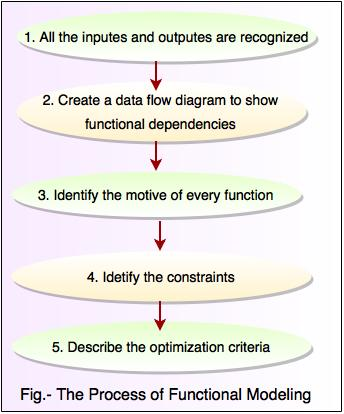 1. All the inputes and outputes are recognized
2. Create a data flow diagram to show
functional dependencies
3. Identify the motive of every function
4. Idetify the constraints
5. Describe the optimization criteria
Fig.- The Process of Functional Modeling